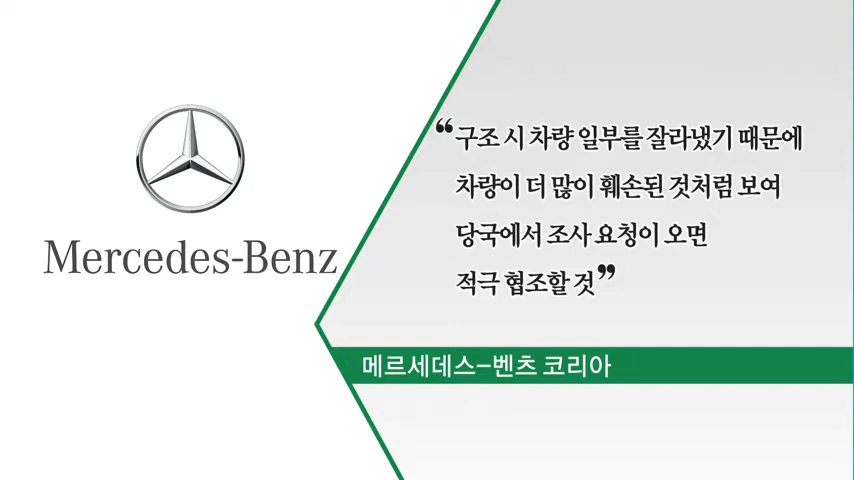 Mercedes-Benz
“구조 시 차량 일부를 잘라냈기 때문에
차량이 더 많이 훼손된 것처럼 보여
당국에서 조사 요청이 오면
적극 협조할 것”
메르세데스-벤츠 코리아